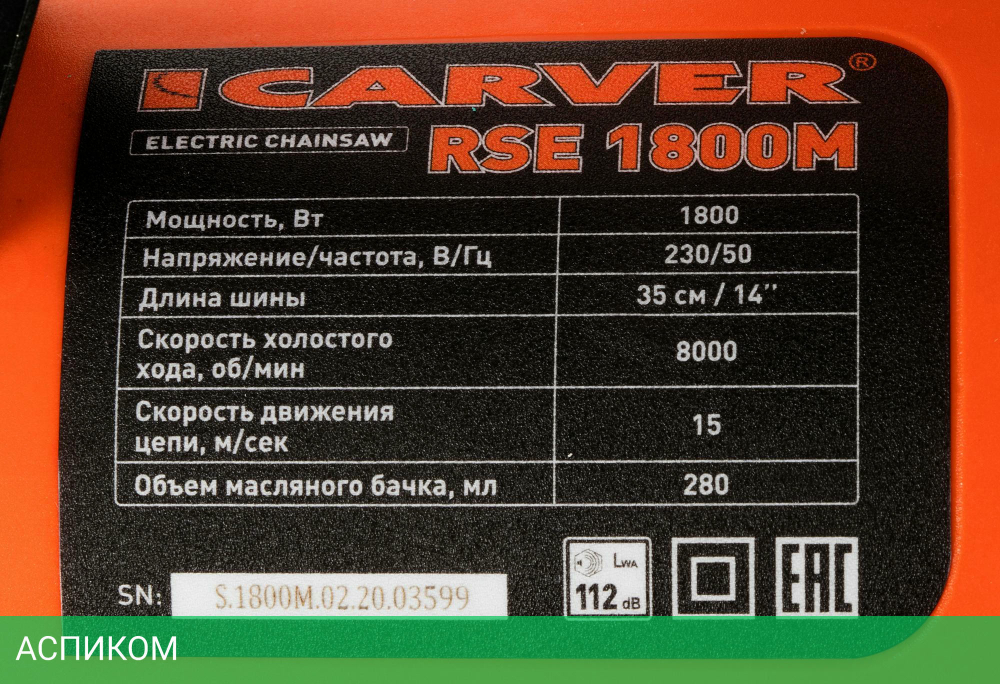 CARVER®
ELECTRIC CHAINSAW RSE 1800M
Мощность, Вт 1800
Напряжение/частота, В/Гц 230/50
Длина шины 35 см / 14’’
Скорость холостого
хода, об/мин 8000
Скорость движения
цепи, м/сек 15
Объем масляного бачка, мл 280
LWA
112 dB
EAC
SN: S.1800M.02.20.03599
АСПИКОМ